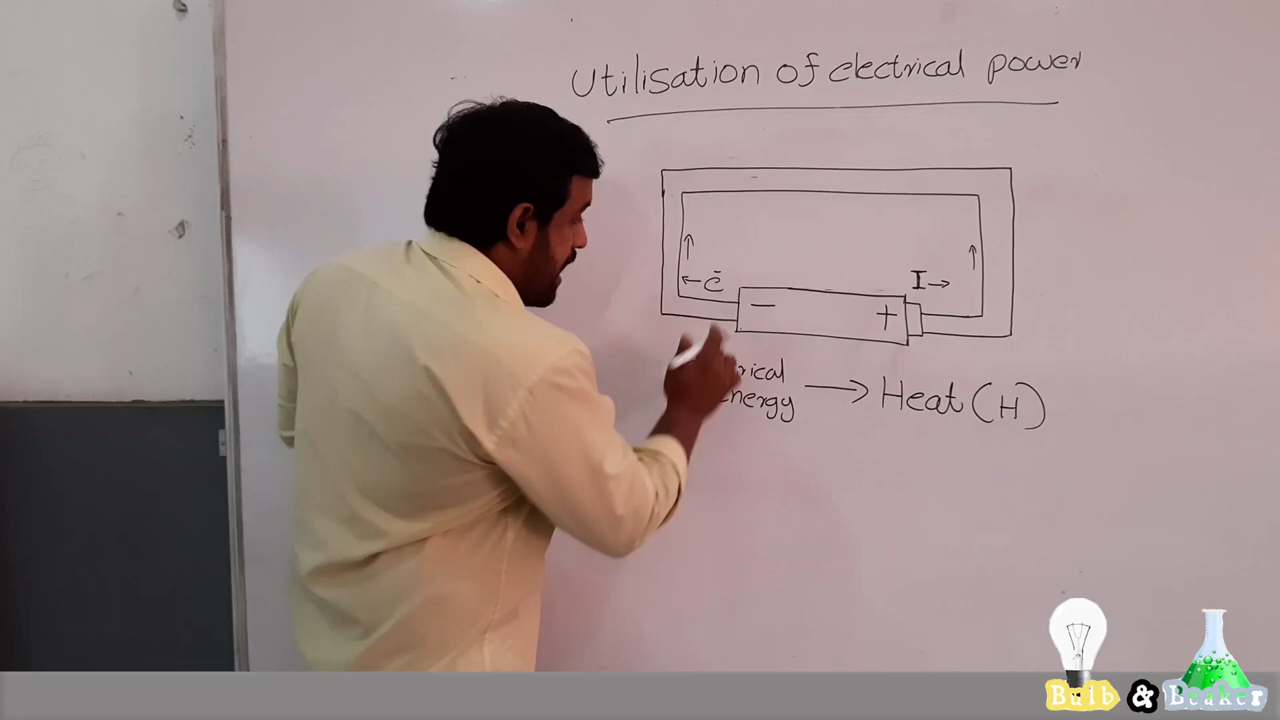 Utilisation of electrical power
← ē I→
− +
→ Heat (H)
Bulb & Beaker